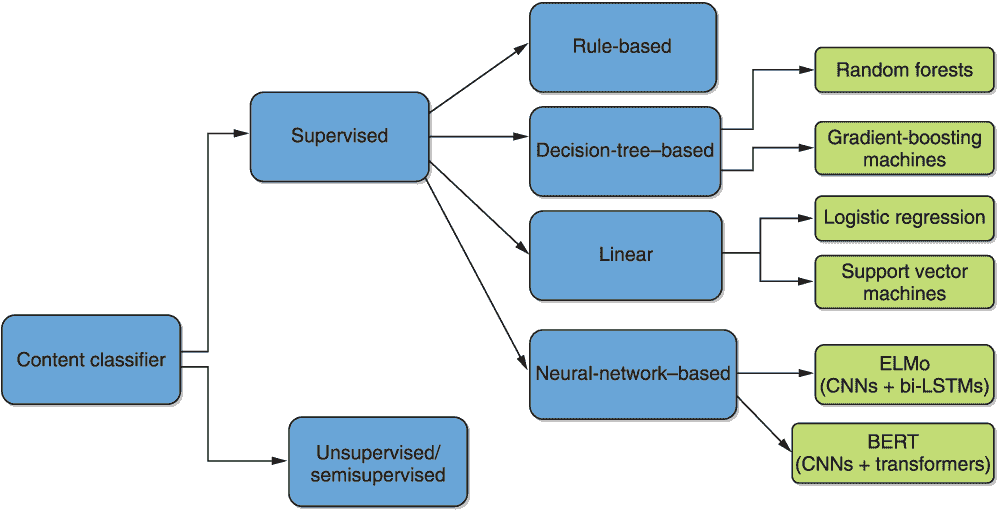 Rule-based
Random forests
Supervised
Decision-tree–based
Gradient-boosting
machines
Logistic regression
Linear
Support vector
machines
Content classifier
Neural-network–based
ELMo
(CNNs + bi-LSTMs)
Unsupervised/
semisupervised
BERT
(CNNs + transformers)